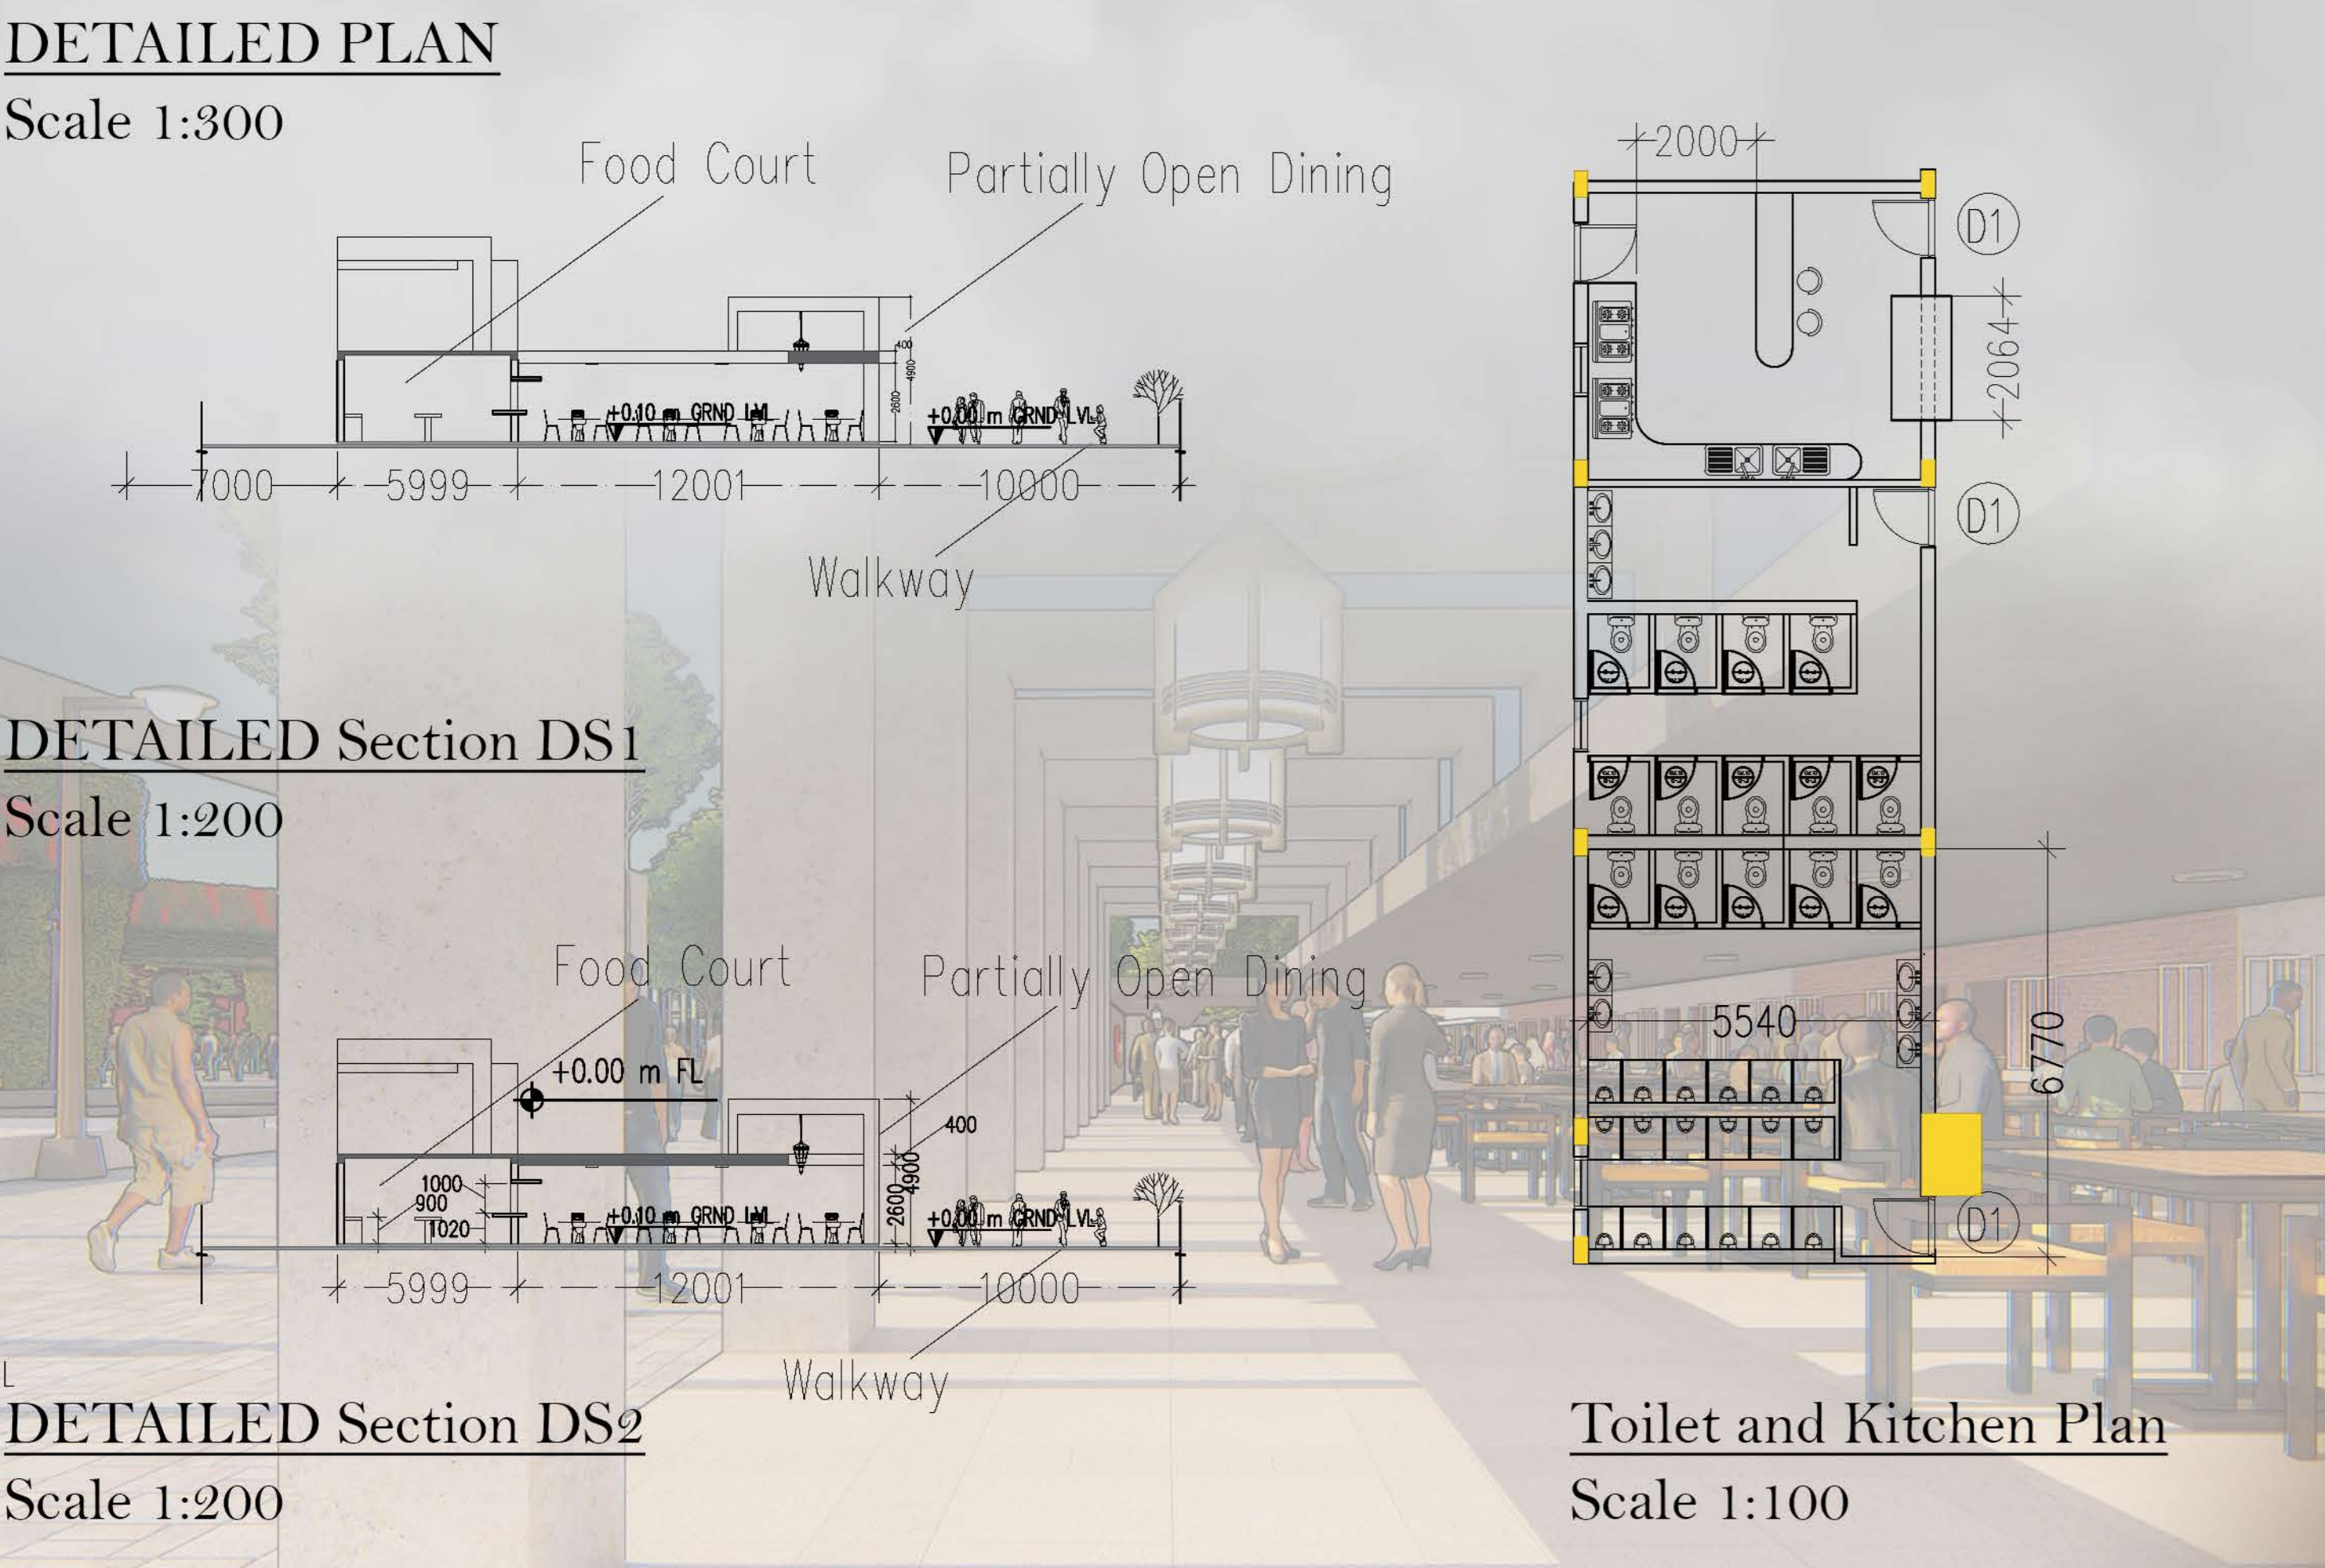 DETAILED PLAN
Scale 1:300
Food Court
Partially Open Dining
400
4900
2600
+0.10 m GRND LVL
+0.00 m GRND LVL
7000
5999
12001
10000
Walkway
DETAILED Section DS1
Scale 1:200
Food Court
Partially Open Dining
+0.00 m FL
400
4900
2600
1000
900
1020
+0.10 m GRND LVL
+0.00 m GRND LVL
5999
12001
10000
Walkway
L
DETAILED Section DS2
Scale 1:200
2000
D1
2064
D1
5540
6770
D1
Toilet and Kitchen Plan
Scale 1:100